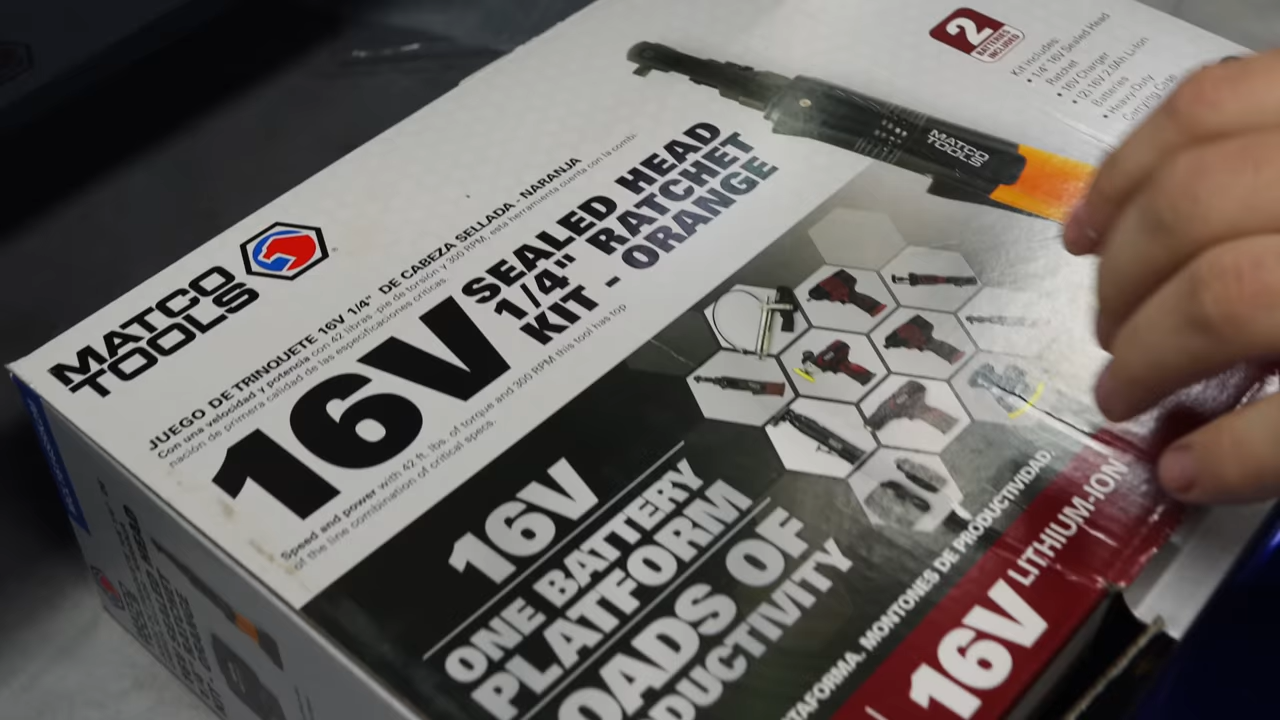 MATCO
TOOLS
JUEGO DE TRINQUETE 16V 1/4" DE CABEZA SELLADA - NARANJA
Con una velocidad y potencia con 42 libras-pie de torsión y 300 RPM, esta herramienta cuenta con la combi-
nación de primera calidad de las especificaciones críticas.
16V
SEALED HEAD
1/4" RATCHET
KIT - ORANGE
Speed and power with 42 ft. lbs. of torque and 300 RPM this tool has top
of the line combination of critical specs.
2
BATTERIES
INCLUDED
Kit includes:
• 1/4" 16V Sealed Head
Ratchet
• 16V Charger
• (2) 16V 2.0Ah Li-Ion
Batteries
• Heavy Duty
Carrying Case
MATCO
TOOLS
16V
ONE BATTERY
PLATFORM
OADS OF
DUCTIVITY
TAFORMA. MONTONES DE PRODUCTIVIDAD.
16V LITHIUM-ION